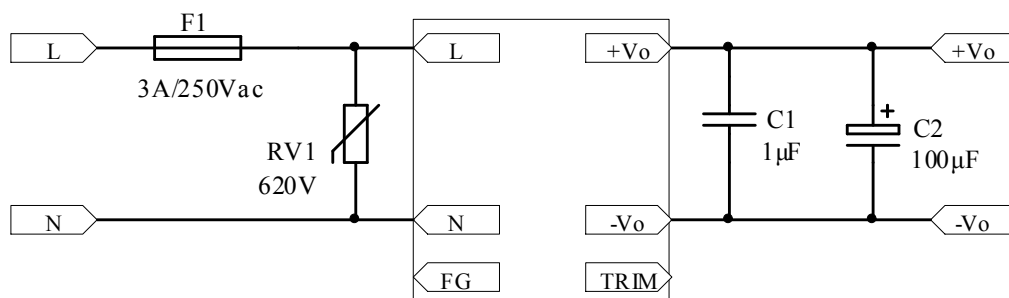 F1
L
L
+Vo
+Vo
3A/250Vac
+
C1
C2
1μF
100μF
RV1
620V
N
N
-Vo
-Vo
FG
TRIM